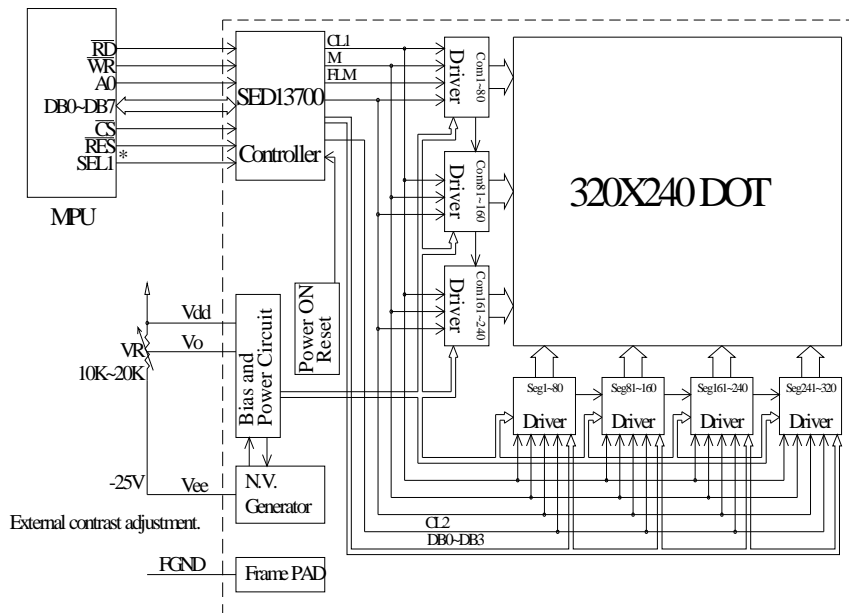 RD
WR
A0
DB0~DB7
CS
RES
SEL1 *
MPU
SED13700
Controller
CL1
M
FLM
Driver
Com1~80
Driver
Com81~160
Driver
Com161~240
320X240 DOT
Power ON
Reset
Vdd
Vo
VR
10K~20K
Bias and
Power Circuit
-25V
Vee
N.V.
Generator
External contrast adjustment.
FGND
Frame PAD
Seg1~80
Driver
Seg81~160
Driver
Seg161~240
Driver
Seg241~320
Driver
CL2
DB0~DB3